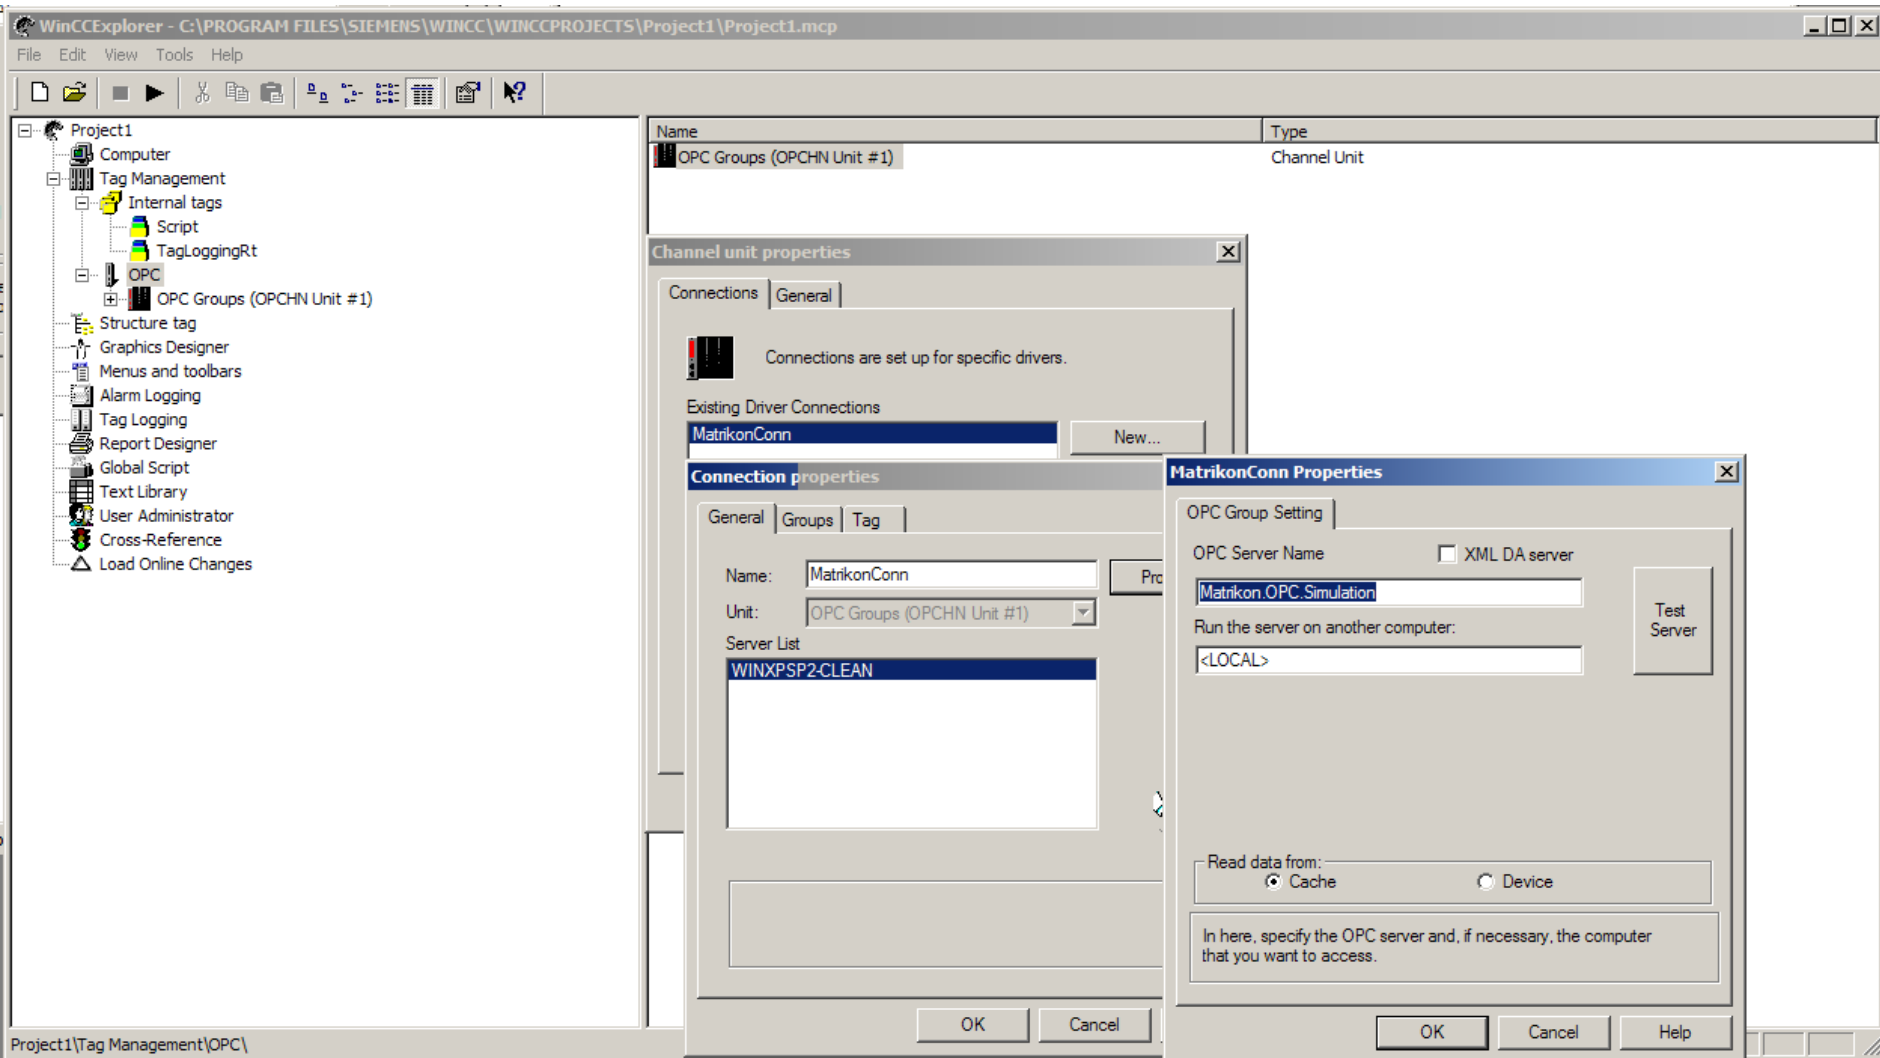 WinCCExplorer - C:\PROGRAM FILES\SIEMENS\WINCC\WINCCPROJECTS\Project1\Project1.mcp
File Edit View Tools Help
Project1
Computer
Tag Management
Internal tags
Script
TagLoggingRt
OPC
OPC Groups (OPCHN Unit #1)
Structure tag
Graphics Designer
Menus and toolbars
Alarm Logging
Tag Logging
Report Designer
Global Script
Text Library
User Administrator
Cross-Reference
Load Online Changes
Name Type
OPC Groups (OPCHN Unit #1) Channel Unit
Channel unit properties
Connections General
Connections are set up for specific drivers.
Existing Driver Connections
MatrikonConn
New...
Connection properties
General Groups Tag
Name: MatrikonConn
Unit: OPC Groups (OPCHN Unit #1)
Server List
WINXPSP2-CLEAN
OK Cancel
MatrikonConn Properties
OPC Group Setting
OPC Server Name XML DA server
Matrikon.OPC.Simulation
Run the server on another computer:
<LOCAL>
Test
Server
Read data from:
Cache Device
In here, specify the OPC server and, if necessary, the computer
that you want to access.
OK Cancel Help
Project1\Tag Management\OPC\